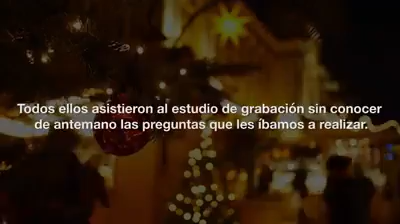 Todos ellos asistieron al estudio de grabación sin conocer
de antemano las preguntas que les íbamos a realizar.